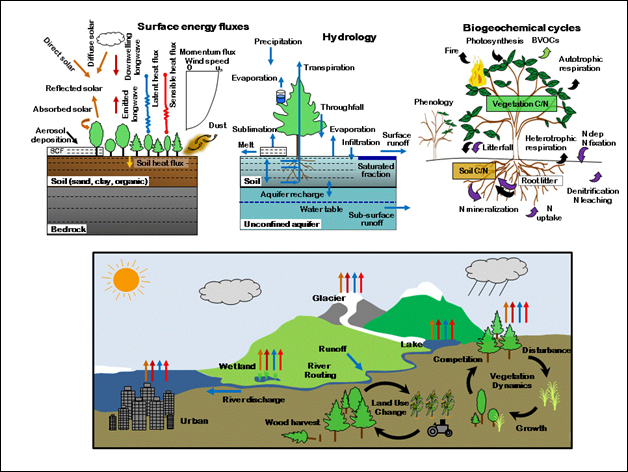 Surface energy fluxes
Direct solar
Diffuse solar
Downwelling
longwave
Emitted
longwave
Latent heat flux
Sensible heat flux
Momentum flux
Wind speed
0 u
Reflected solar
Absorbed solar
Dust
Aerosol
deposition
SCF
Soil heat flux
Soil (sand, clay, organic)
Bedrock
Hydrology
Precipitation
Transpiration
Evaporation
Throughfall
Sublimation
Evaporation
Surface
runoff
Melt
Infiltration
Saturated
fraction
Soil
Aquifer recharge
Water table
Sub-surface
runoff
Unconfined aquifer
Biogeochemical cycles
Photosynthesis
BVOCs
Fire
Autotrophic
respiration
Vegetation C/N
Phenology
Litterfall
Heterotrophic
respiration
N dep
N fixation
Soil C/N
Root litter
Denitrification
N leaching
N mineralization
N
uptake
Glacier
Lake
Runoff
River
Routing
Wetland
River discharge
Urban
Land Use
Change
Wood harvest
Competition
Disturbance
Vegetation
Dynamics
Growth